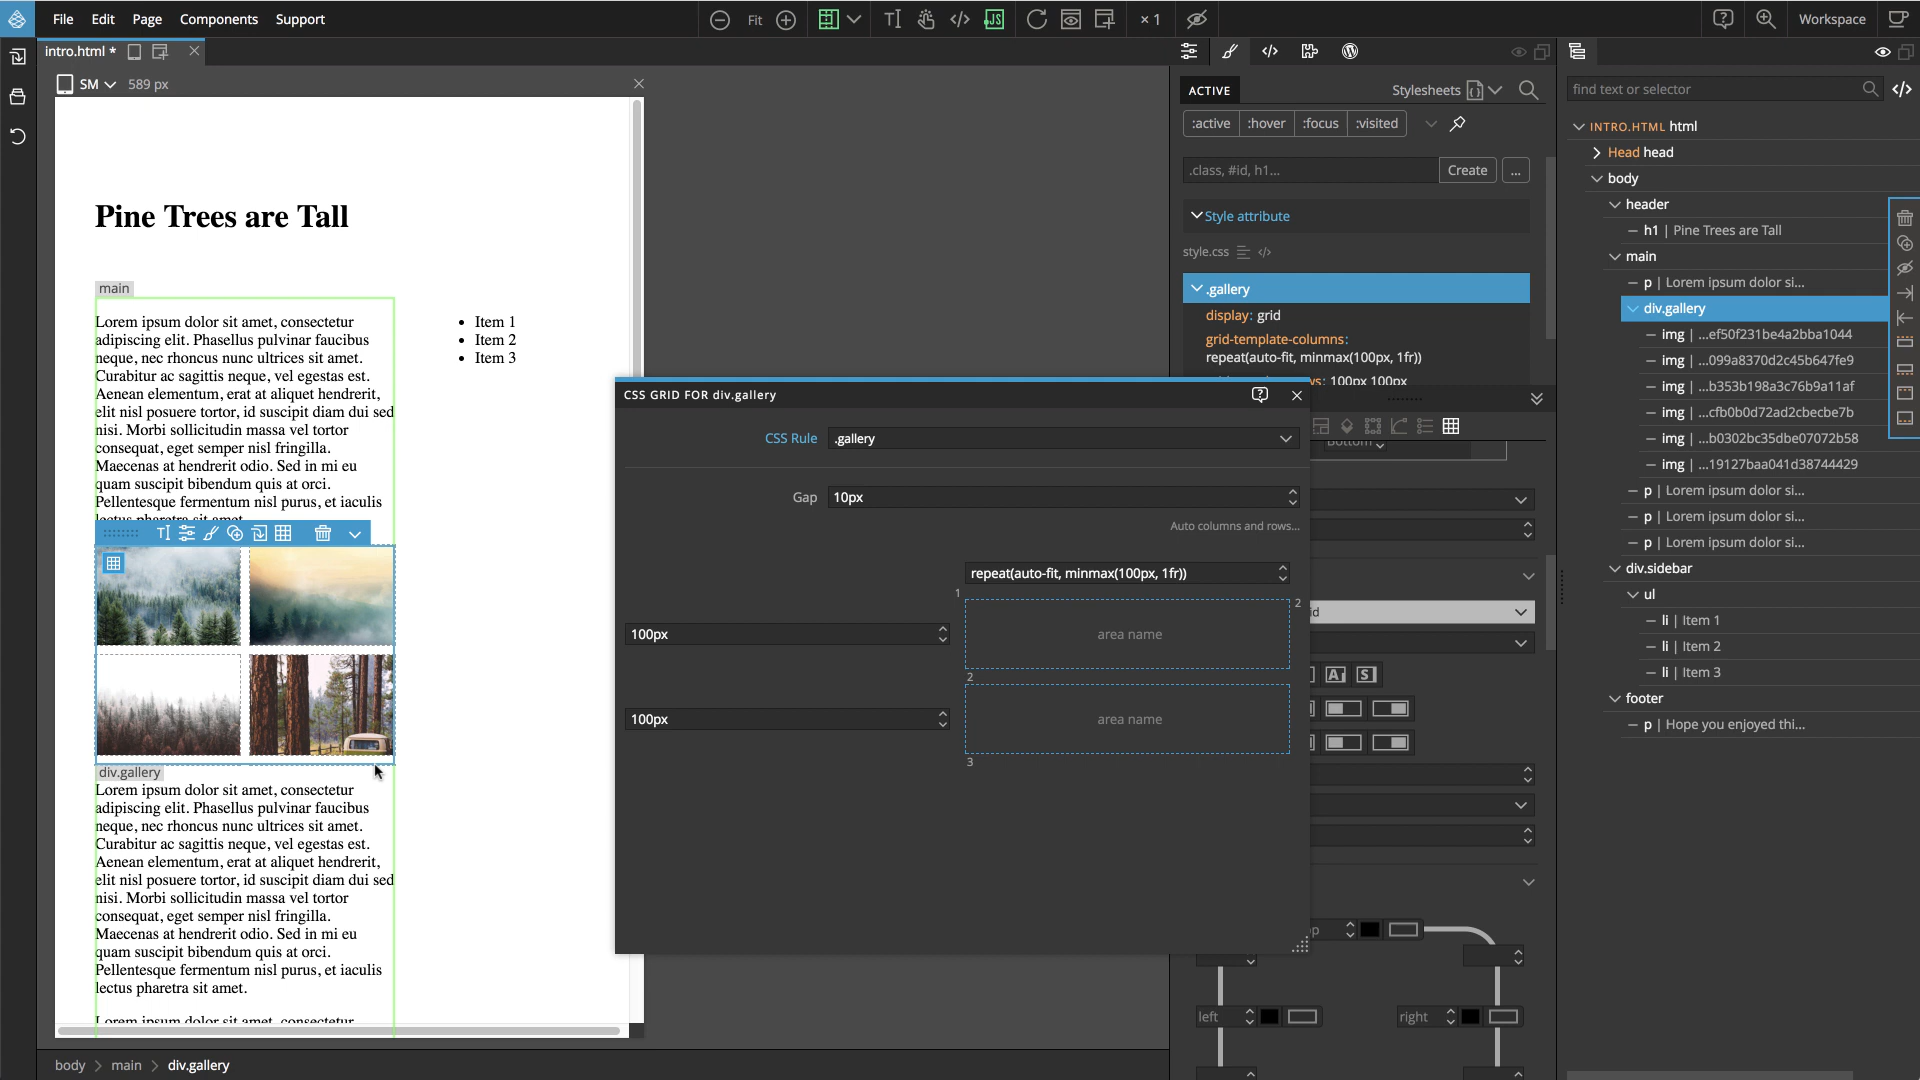 File Edit Page Components Support
Fit
JS
× 1
Workspace
intro.html *
SM 589 px
Pine Trees are Tall
main
Lorem ipsum dolor sit amet, consectetur
adipiscing elit. Phasellus pulvinar faucibus
neque, nec rhoncus nunc ultrices sit amet.
Curabitur ac sagittis neque, vel egestas est.
Aenean elementum, erat at aliquet hendrerit,
elit nisl posuere tortor, id suscipit diam dui sed
nisi. Morbi sollicitudin massa vel tortor
consequat, eget semper nisl fringilla.
Maecenas at hendrerit odio. Sed in mi eu
quam suscipit bibendum quis at orci.
Pellentesque fermentum nisl purus, et iaculis
lectus pharetra sit amet.
Item 1
Item 2
Item 3
div.gallery
Lorem ipsum dolor sit amet, consectetur
adipiscing elit. Phasellus pulvinar faucibus
neque, nec rhoncus nunc ultrices sit amet.
Curabitur ac sagittis neque, vel egestas est.
Aenean elementum, erat at aliquet hendrerit,
elit nisl posuere tortor, id suscipit diam dui sed
nisi. Morbi sollicitudin massa vel tortor
consequat, eget semper nisl fringilla.
Maecenas at hendrerit odio. Sed in mi eu
quam suscipit bibendum quis at orci.
Pellentesque fermentum nisl purus, et iaculis
lectus pharetra sit amet.
Lorem ipsum dolor sit amet, consectetur
body > main > div.gallery
CSS GRID FOR div.gallery
CSS Rule .gallery
Gap 10px
Auto columns and rows...
repeat(auto-fit, minmax(100px, 1fr))
1
2
100px
area name
2
100px
area name
3
ACTIVE
Stylesheets
:active :hover :focus :visited
.class, #id, h1...
Create
...
Style attribute
style.css
.gallery
display: grid
grid-template-columns:
repeat(auto-fit, minmax(100px, 1fr))
100px 100px
Bottom
left
right
find text or selector
INTRO.HTML html
Head head
body
header
h1 | Pine Trees are Tall
main
p | Lorem ipsum dolor si...
div.gallery
img | ...ef50f231be4a2bba1044
img | ...099a8370d2c45b647fe9
img | ...b353b198a3c76b9a11af
img | ...cfb0b0d72ad2cbecbe7b
img | ...b0302bc35dbe07072b58
img | ...19127baa041d38744429
p | Lorem ipsum dolor si...
p | Lorem ipsum dolor si...
p | Lorem ipsum dolor si...
div.sidebar
ul
li | Item 1
li | Item 2
li | Item 3
footer
p | Hope you enjoyed thi...